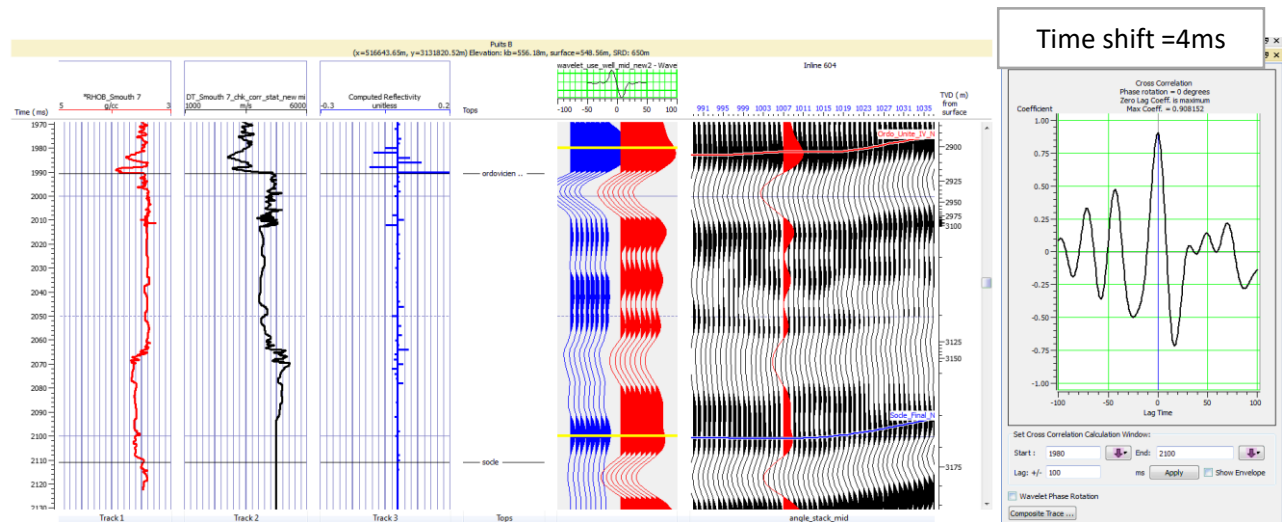 Time shift =4ms
Puits B
(x=516643.65m, y=3131820.52m) Elevation: kb=556.18m, surface=548.56m, SRD: 650m
wavelet_use_well_mid_new2 - Wave
Inline 604
*RHOB_Smouth 7
g/cc
5 3
DT_Smouth 7_chk_corr_stat_new mi
1000 m/s 6000
Computed Reflectivity
-0.3 unitless 0.2
Tops
-100 -50 0 50 100
991 995 999 1003 1007 1011 1015 1019 1023 1027 1031 1035
TVD (m)
from
surface
Time (ms)
1970
1980
1990
2000
2010
2020
2030
2040
2050
2060
2070
2080
2090
2100
2110
2120
2130
ordovicien ..
socle
Ordo_Unite_IV_N
Socle_Final_N
2900
2925
2950
2975
3100
3125
3150
3175
Track 1 Track 2 Track 3 Tops angle_stack_mid
Cross Correlation
Phase rotation = 0 degrees
Zero Lag Coeff. is maximum
Max Coeff. = 0.908152
Coefficient
1.00
0.75
0.50
0.25
0
-0.25
-0.50
-0.75
-1.00
-100 -50 0 50 100
Lag Time
Set Cross Correlation Calculation Window:
Start : 1980 End: 2100
Lag: +/- 100 ms Apply Show Envelope
Wavelet Phase Rotation
Composite Trace ...